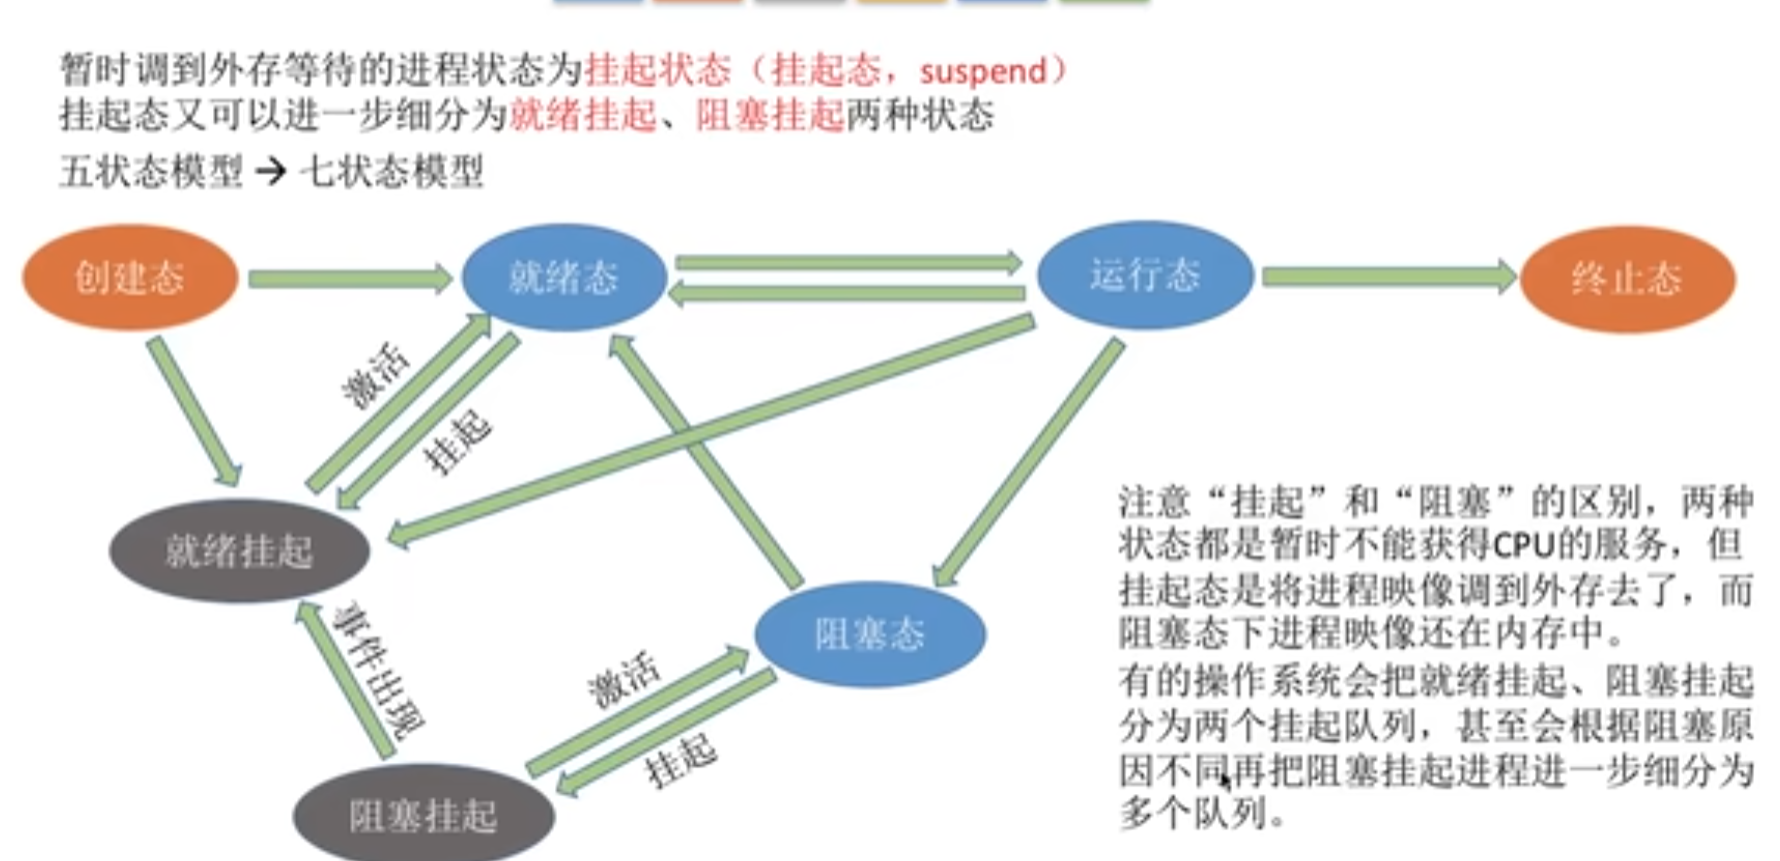 暂时调到外存等待的进程状态为挂起状态（挂起态，suspend）
挂起态又可以进一步细分为就绪挂起、阻塞挂起两种状态
五状态模型 → 七状态模型
创建态
就绪态
运行态
终止态
激活
挂起
就绪挂起
事件出现
阻塞态
激活
挂起
阻塞挂起
注意“挂起”和“阻塞”的区别，两种
状态都是暂时不能获得CPU的服务，但
挂起态是将进程映像调到外存去了，而
阻塞态下进程映像还在内存中。
有的操作系统会把就绪挂起、阻塞挂起
分为两个挂起队列，甚至会根据阻塞原
因不同再把阻塞挂起进程进一步细分为
多个队列。